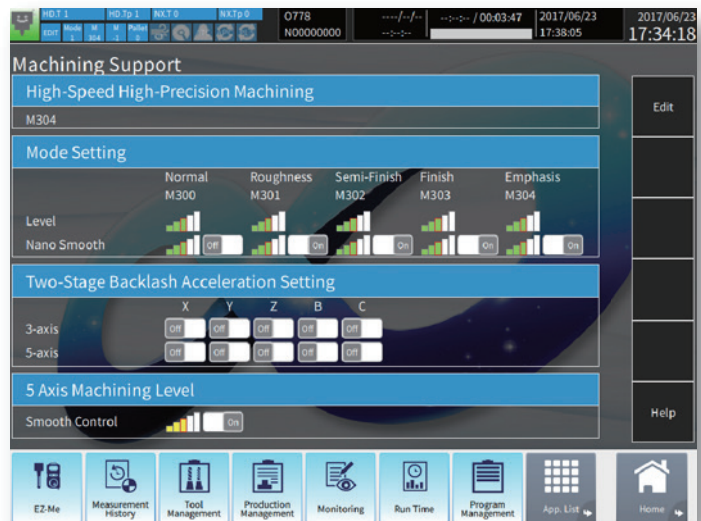 HD.T 1 HD.Tp 1 NX.T 0 NX.Tp 0 O778 ----/--/-- --:--:-- / 00:03:47 2017/06/23 2017/06/23
EDIT Mode 1 M 304 M -1 Pallet 0 N00000000 --:--:-- 17:38:05 17:34:18
Machining Support
High-Speed High-Precision Machining
M304
Edit
Mode Setting
Normal Roughness Semi-Finish Finish Emphasis
M300 M301 M302 M303 M304
Level
Nano Smooth Off On On On On
Two-Stage Backlash Acceleration Setting
X Y Z B C
3-axis Off Off Off Off Off
5-axis Off Off Off Off Off
5 Axis Machining Level
Smooth Control On
Help
EZ-Me Measurement History Tool Management Production Management Monitoring Run Time Program Management App. List Home